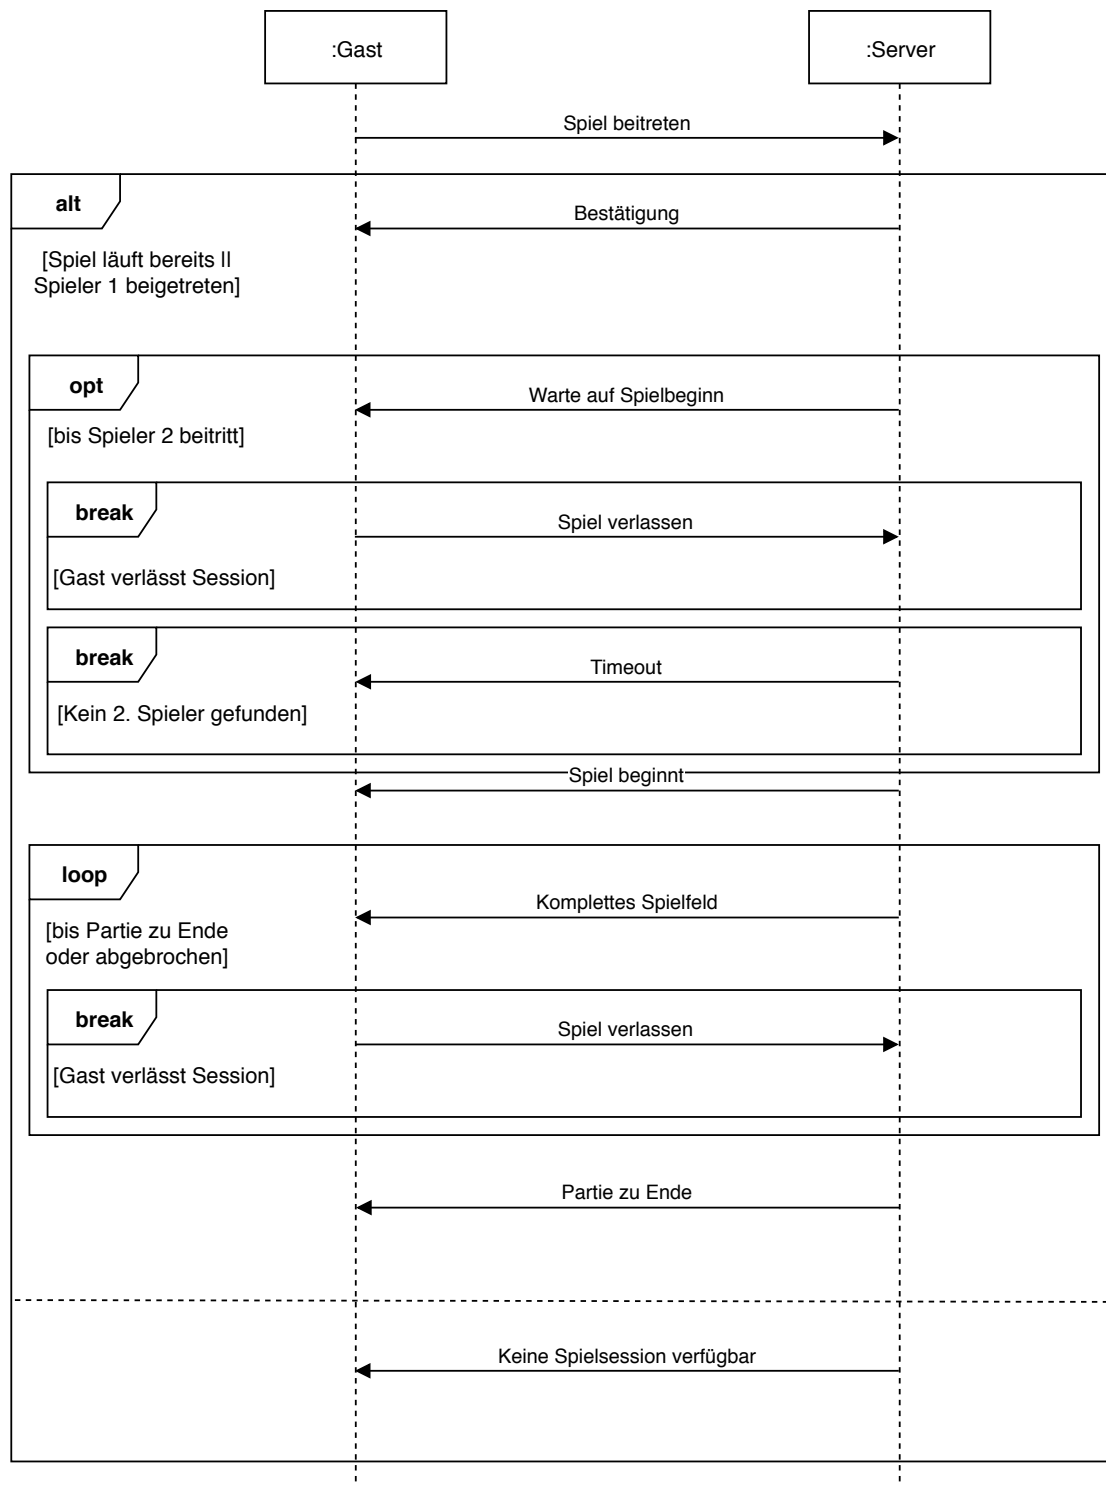 :Gast
:Server
Spiel beitreten
alt
Bestätigung
[Spiel läuft bereits ||
Spieler 1 beigetreten]
opt
Warte auf Spielbeginn
[bis Spieler 2 beitritt]
break
Spiel verlassen
[Gast verlässt Session]
break
Timeout
[Kein 2. Spieler gefunden]
Spiel beginnt
loop
Komplettes Spielfeld
[bis Partie zu Ende
oder abgebrochen]
break
Spiel verlassen
[Gast verlässt Session]
Partie zu Ende
Keine Spielsession verfügbar